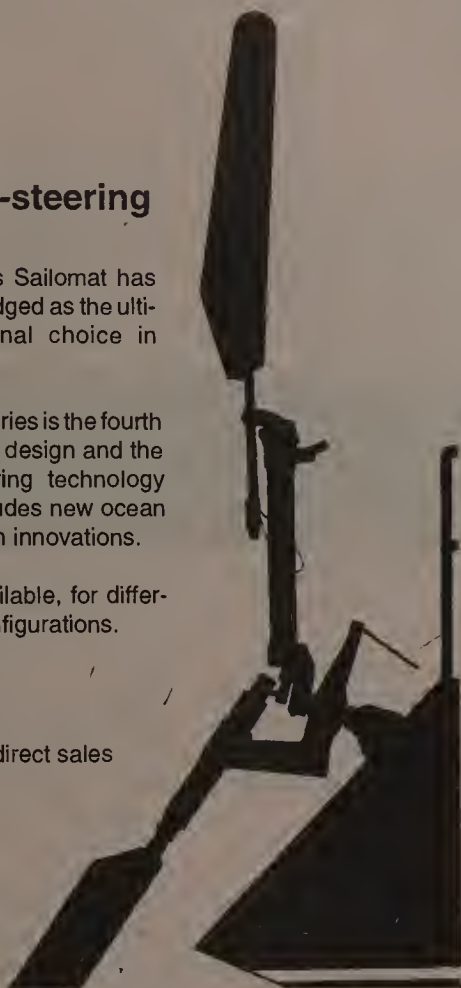 -steering
s Sailomat has
dged as the ulti-
nal choice in
ries is the fourth
design and the
ing technology
udes new ocean
n innovations.
ilable, for differ-
figurations.
direct sales